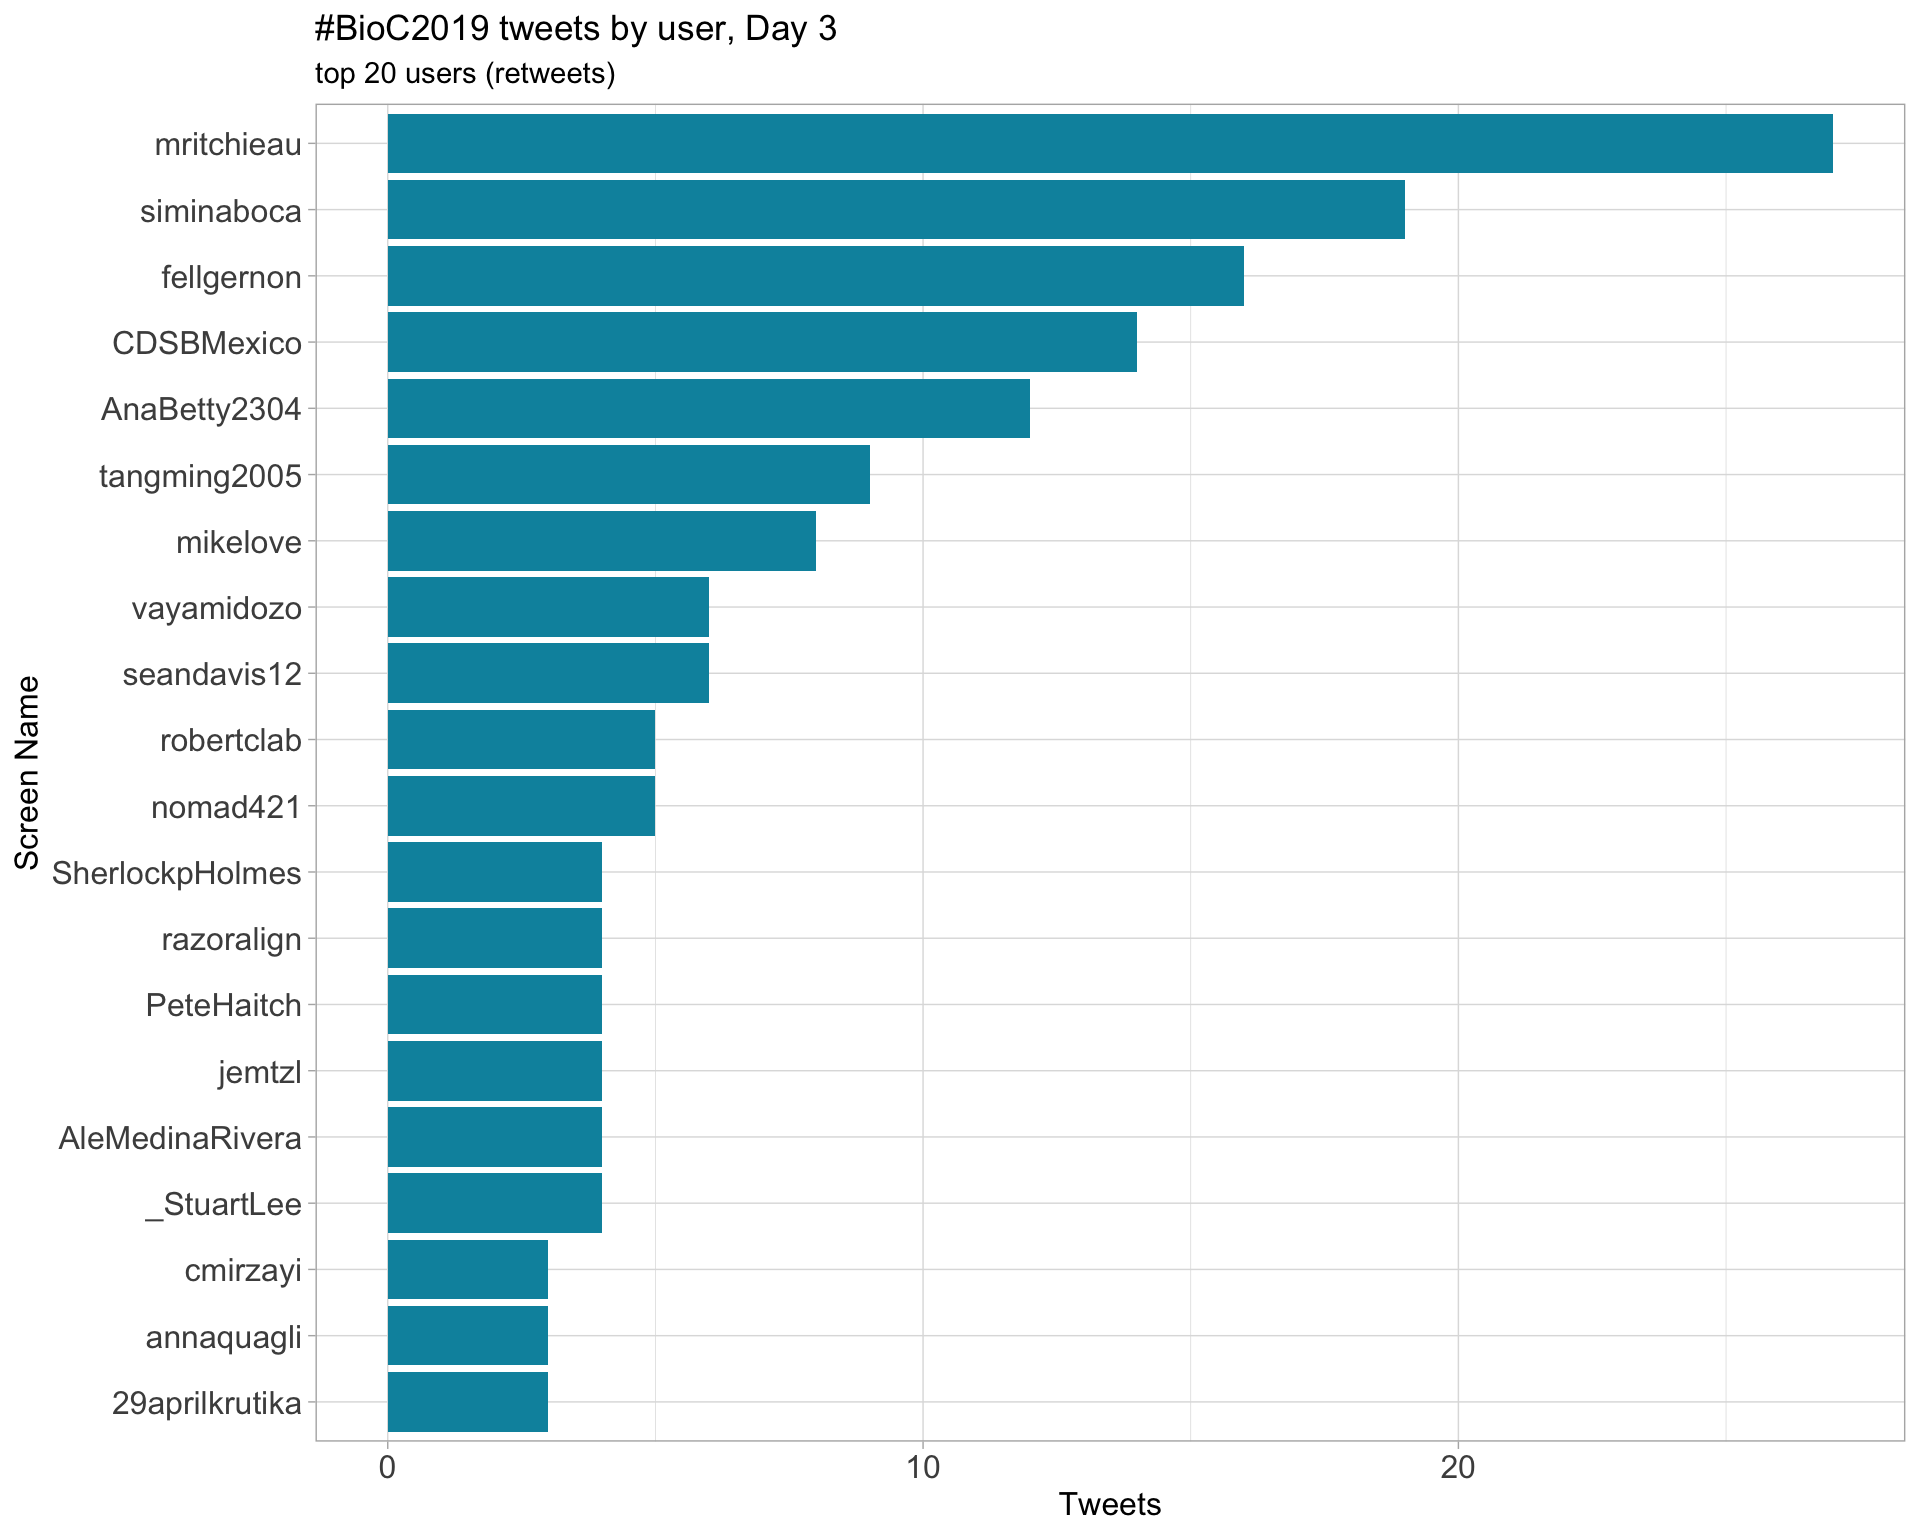 #BioC2019 tweets by user, Day 3
top 20 users (retweets)
mritchieau
siminaboca
fellgernon
CDSBMexico
AnaBetty2304
tangming2005
mikelove
vayamidozo
seandavis12
robertclab
nomad421
SherlockpHolmes
razoralign
PeteHaitch
jemtzl
AleMedinaRivera
_StuartLee
cmirzayi
annaquagli
29aprilkrutika
Screen Name
0 10 20
Tweets